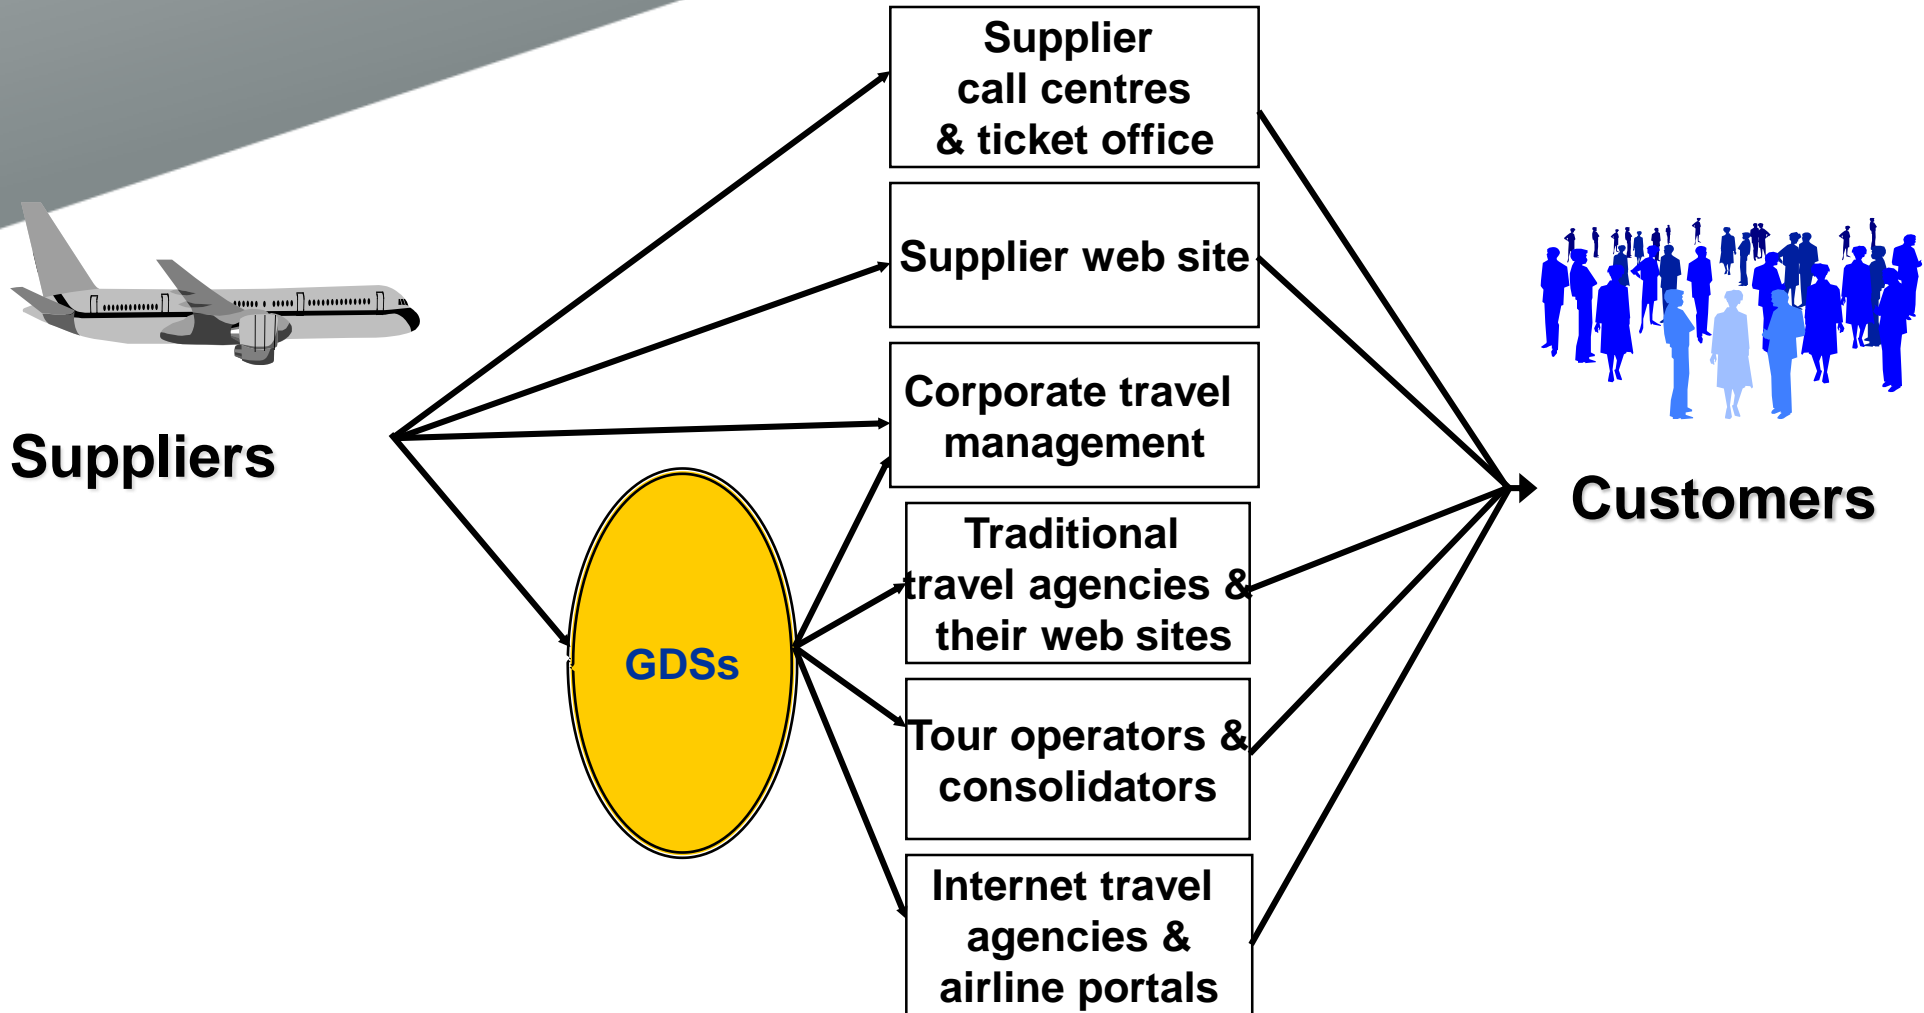 Supplier
call centres
& ticket office
Supplier web site
Corporate travel
management
Suppliers
Customers
Traditional
travel agencies &
their web sites
GDSs
Tour operators &
consolidators
Internet travel
agencies &
airline portals